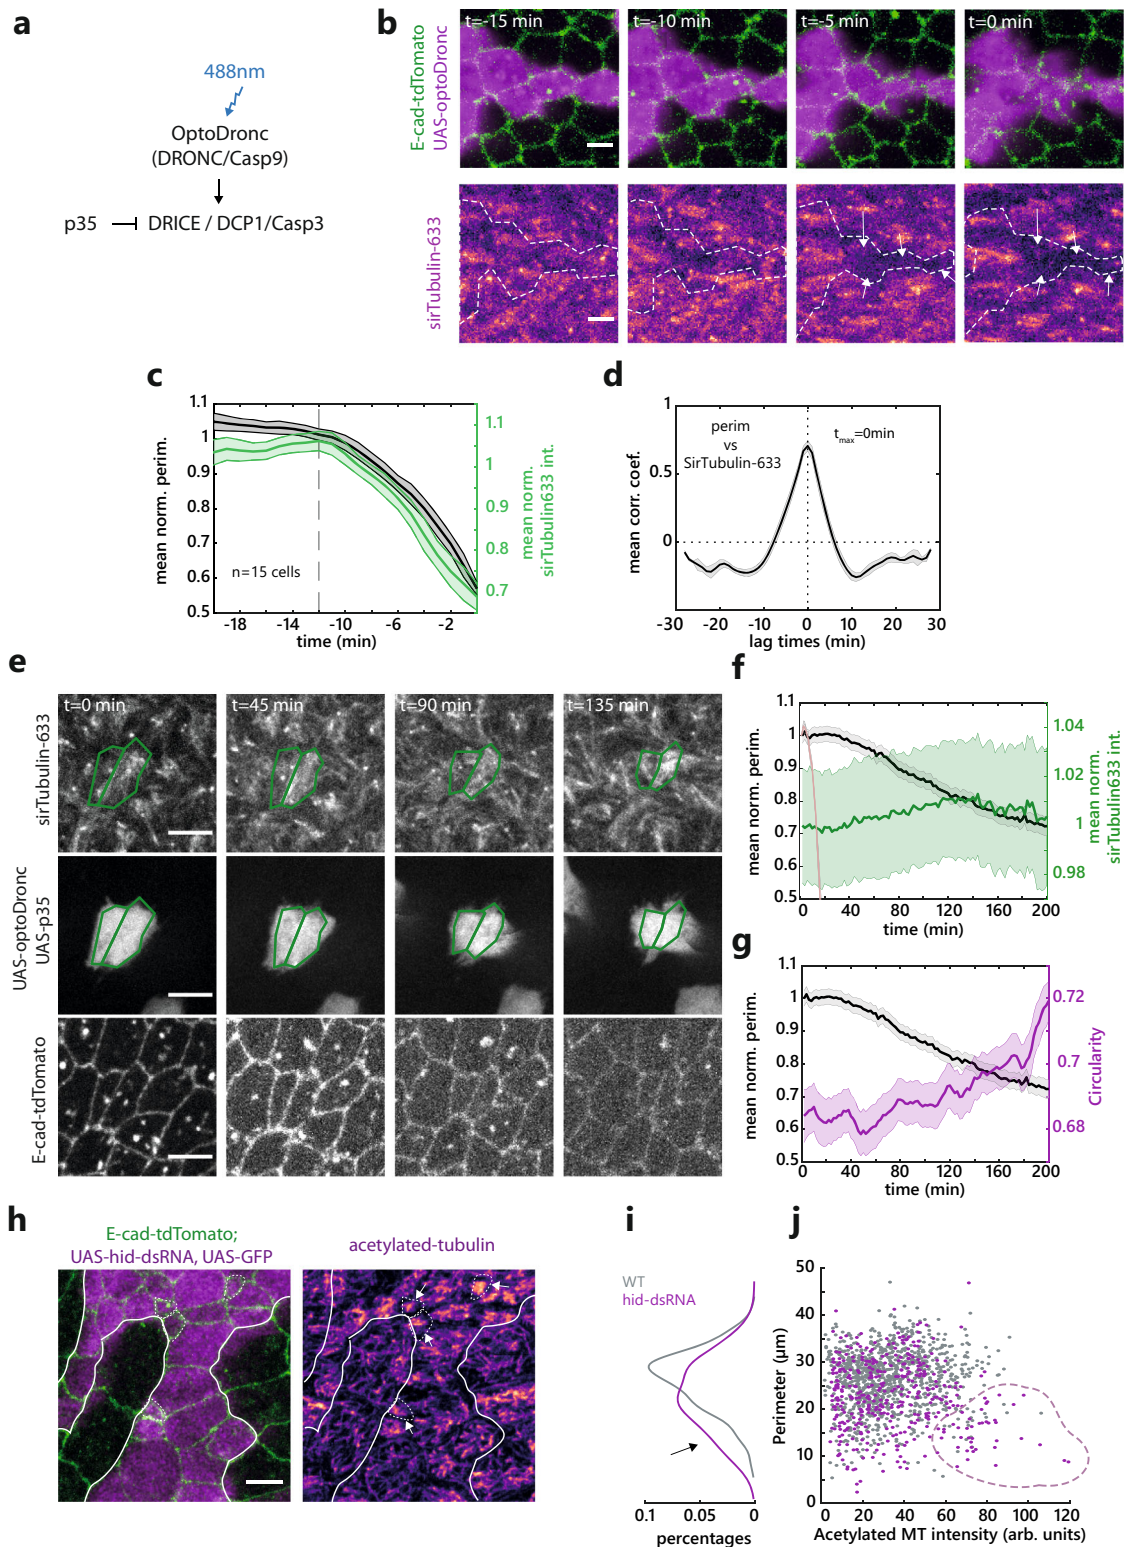 a
488nm
OptoDronc
(DRONC/Casp9)
p35
DRICE / DCP1/Casp3
b
E-cad-tdTomato
UAS-optoDronc
t=-15 min
t=-10 min
t=-5 min
t=0 min
sirTubulin-633
c
mean norm. perim.
1.1
1
0.9
0.8
0.7
0.6
0.5
n=15 cells
-18
-14
-10
-6
-2
time (min)
1.1
1
0.9
0.8
0.7
mean norm.
sirTubulin633 int.
d
mean corr. coef.
1
0.5
0
perim
vs
SirTubulin-633
tmax=0min
-30
-20
-10
0
10
20
30
lag times (min)
e
sirTubulin-633
t=0 min
t=45 min
t=90 min
t=135 min
UAS-optoDronc
UAS-p35
E-cad-tdTomato
f
mean norm. perim.
1.1
1
0.9
0.8
0.7
0.6
0.5
0
40
80
120
160
200
time (min)
1.04
1.02
1
0.98
mean norm.
sirTubulin633 int.
g
mean norm. perim.
1.1
1
0.9
0.8
0.7
0.6
0.5
0
40
80
120
160
200
time (min)
0.72
0.7
0.68
Circularity
h
E-cad-tdTomato;
UAS-hid-dsRNA, UAS-GFP
acetylated-tubulin
i
WT
hid-dsRNA
0.1
0.05
0
percentages
j
Perimeter (µm)
50
40
30
20
10
0
0
20
40
60
80
100
120
Acetylated MT intensity (arb. units)